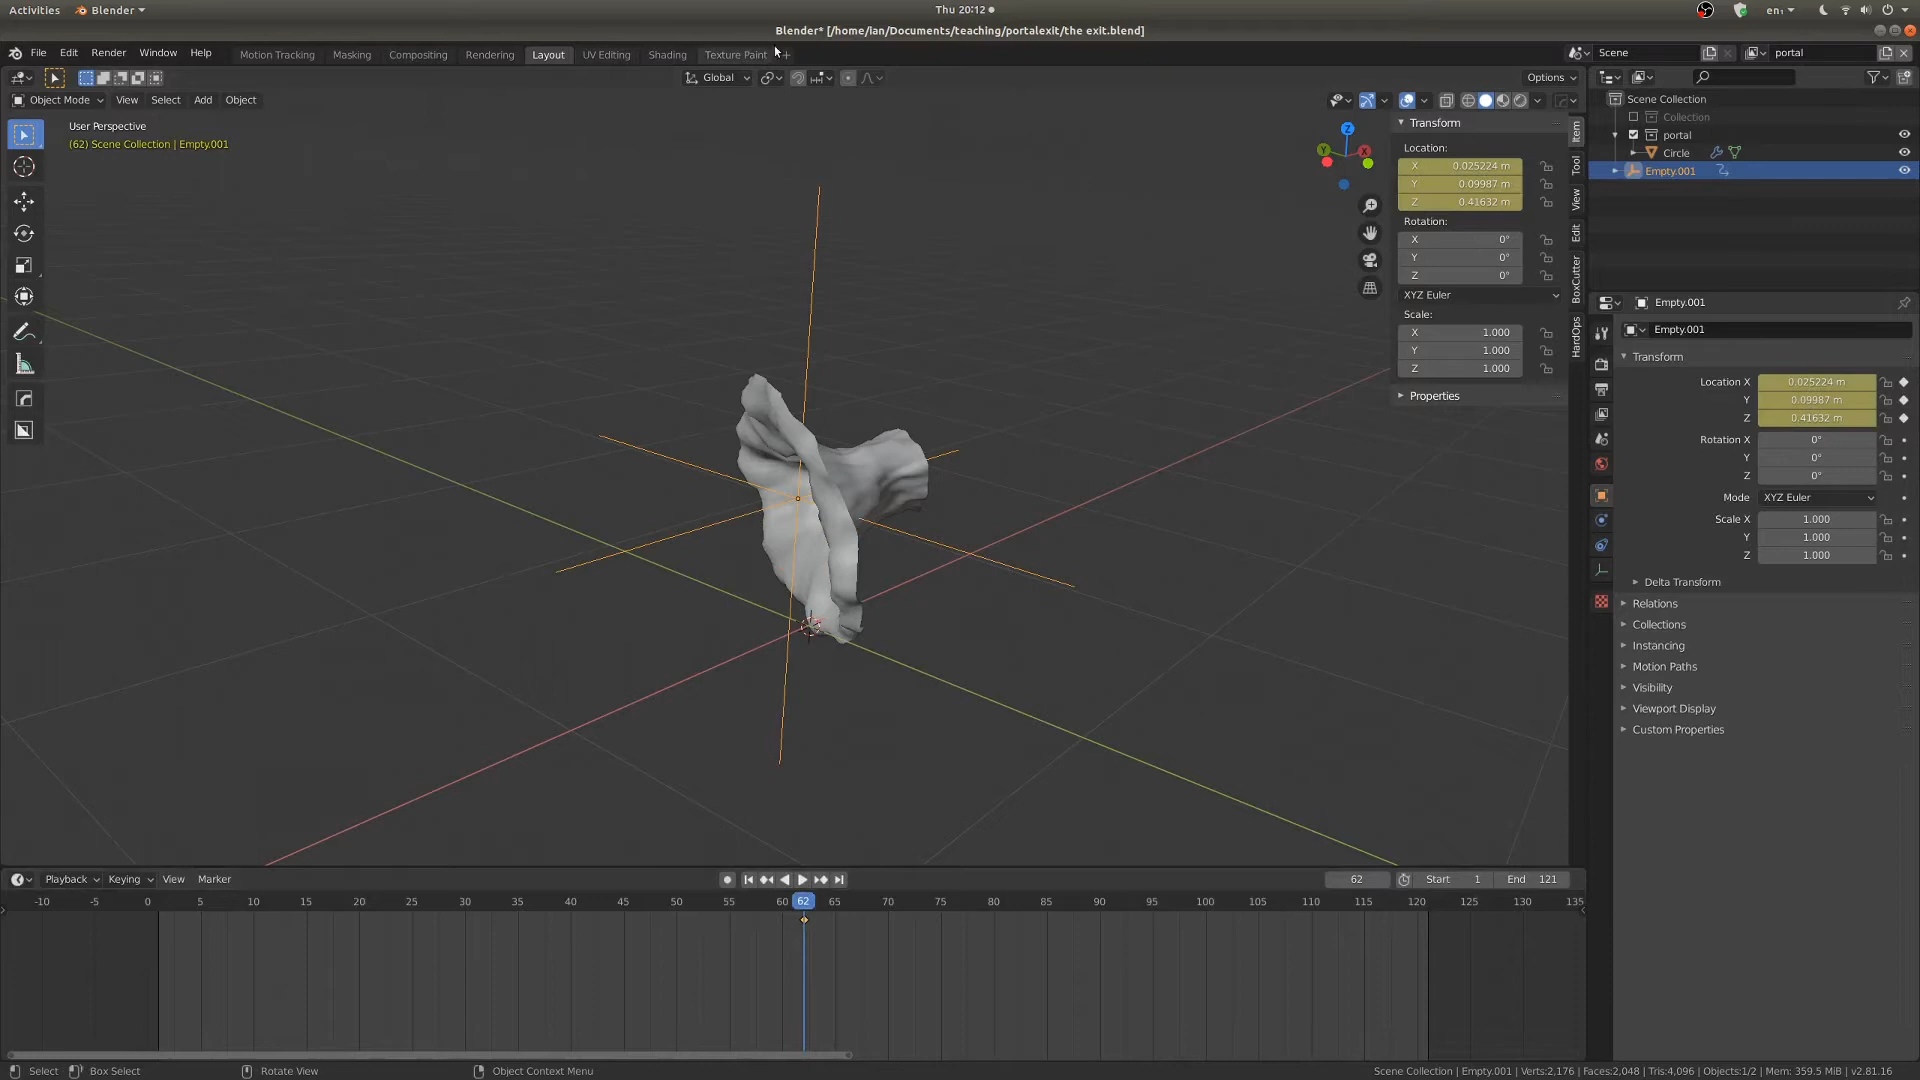 Activities Blender Thu 20:12 en₁
Blender* [/home/ian/Documents/teaching/portalexit/the exit.blend]
File Edit Render Window Help Motion Tracking Masking Compositing Rendering Layout UV Editing Shading Texture Paint + Scene portal
Global Options
Object Mode View Select Add Object
User Perspective
(62) Scene Collection | Empty.001
Z
Y X
Transform
Location:
X 0.025224 m
Y 0.09987 m
Z 0.41632 m
Rotation:
X 0°
Y 0°
Z 0°
XYZ Euler
Scale:
X 1.000
Y 1.000
Z 1.000
Properties
Item
Tool
View
Edit
BoxCutter
HardOps
Scene Collection
Collection
portal
Circle
Empty.001
Empty.001
Empty.001
Transform
Location X 0.025224 m
Y 0.09987 m
Z 0.41632 m
Rotation X 0°
Y 0°
Z 0°
Mode XYZ Euler
Scale X 1.000
Y 1.000
Z 1.000
Delta Transform
Relations
Collections
Instancing
Motion Paths
Visibility
Viewport Display
Custom Properties
Playback Keying View Marker 62 Start 1 End 121
-10 -5 0 5 10 15 20 25 30 35 40 45 50 55 60 62 65 70 75 80 85 90 95 100 105 110 115 120 125 130 135
Select Box Select Rotate View Object Context Menu Scene Collection | Empty.001 | Verts:2,176 | Faces:2,048 | Tris:4,096 | Objects:1/2 | Mem: 359.5 MiB | v2.81.16